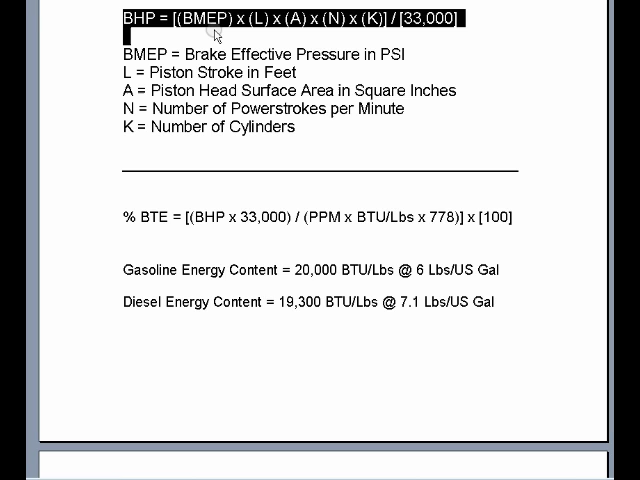 BHP = [(BMEP) x (L) x (A) x (N) x (K)] / [33,000]
BMEP = Brake Effective Pressure in PSI
L = Piston Stroke in Feet
A = Piston Head Surface Area in Square Inches
N = Number of Powerstrokes per Minute
K = Number of Cylinders
% BTE = [(BHP x 33,000) / (PPM x BTU/Lbs x 778)] x [100]
Gasoline Energy Content = 20,000 BTU/Lbs @ 6 Lbs/US Gal
Diesel Energy Content = 19,300 BTU/Lbs @ 7.1 Lbs/US Gal